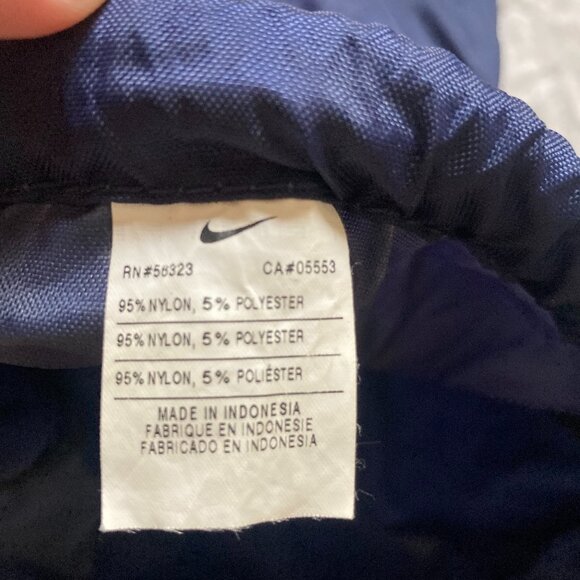 RN#56323 CA#05553
95% NYLON, 5% POLYESTER
95% NYLON, 5% POLYESTER
95% NYLON, 5% POLIÉSTER
MADE IN INDONESIA
FABRIQUE EN INDONESIE
FABRICADO EN INDONESIA